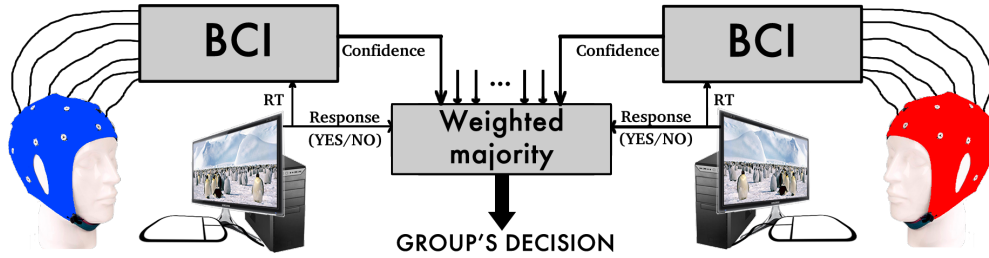 BCI
BCI
Confidence
Confidence
...
RT
RT
Response
(YES/NO)
Response
(YES/NO)
Weighted
majority
GROUP'S DECISION